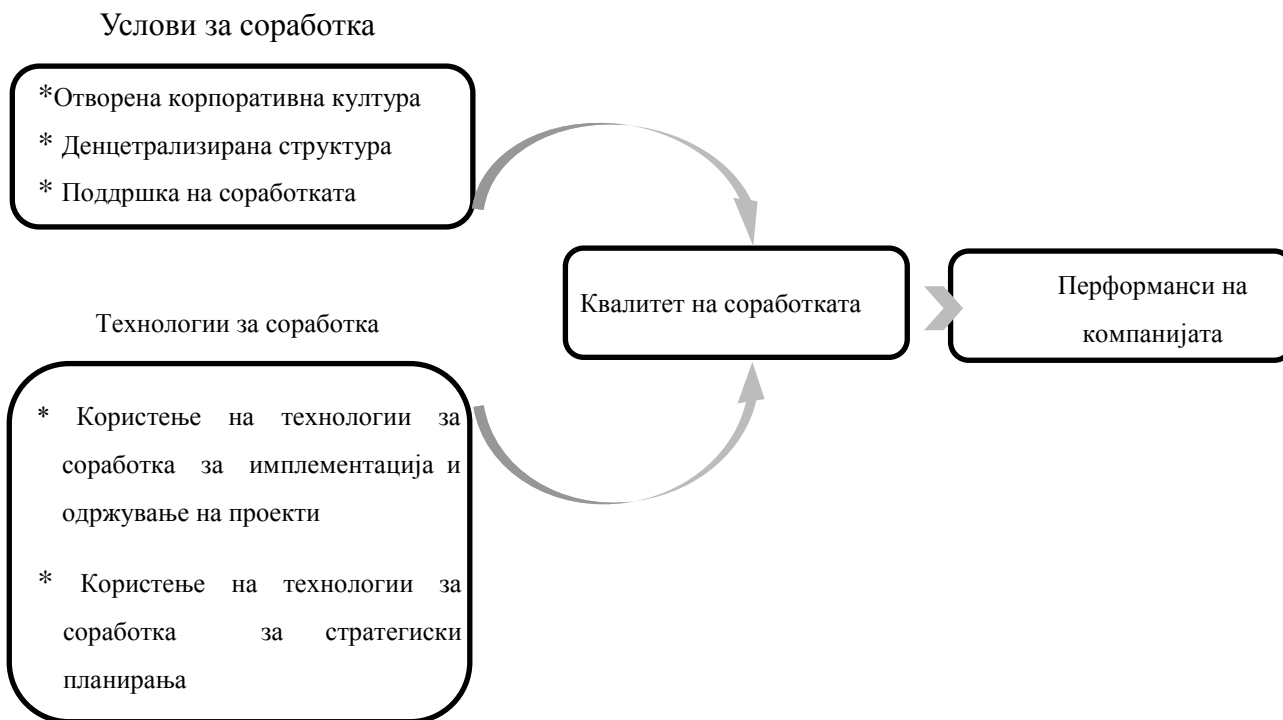 Услови за соработка
*Отворена корпоративна култура
* Денцетрализирана структура
* Поддршка на соработката
Технологии за соработка
* Користење на технологии за
соработка за имплементација и
одржување на проекти
* Користење на технологии за
соработка за стратегиски
планирања
Квалитет на соработката
Перформанси на
компанијата